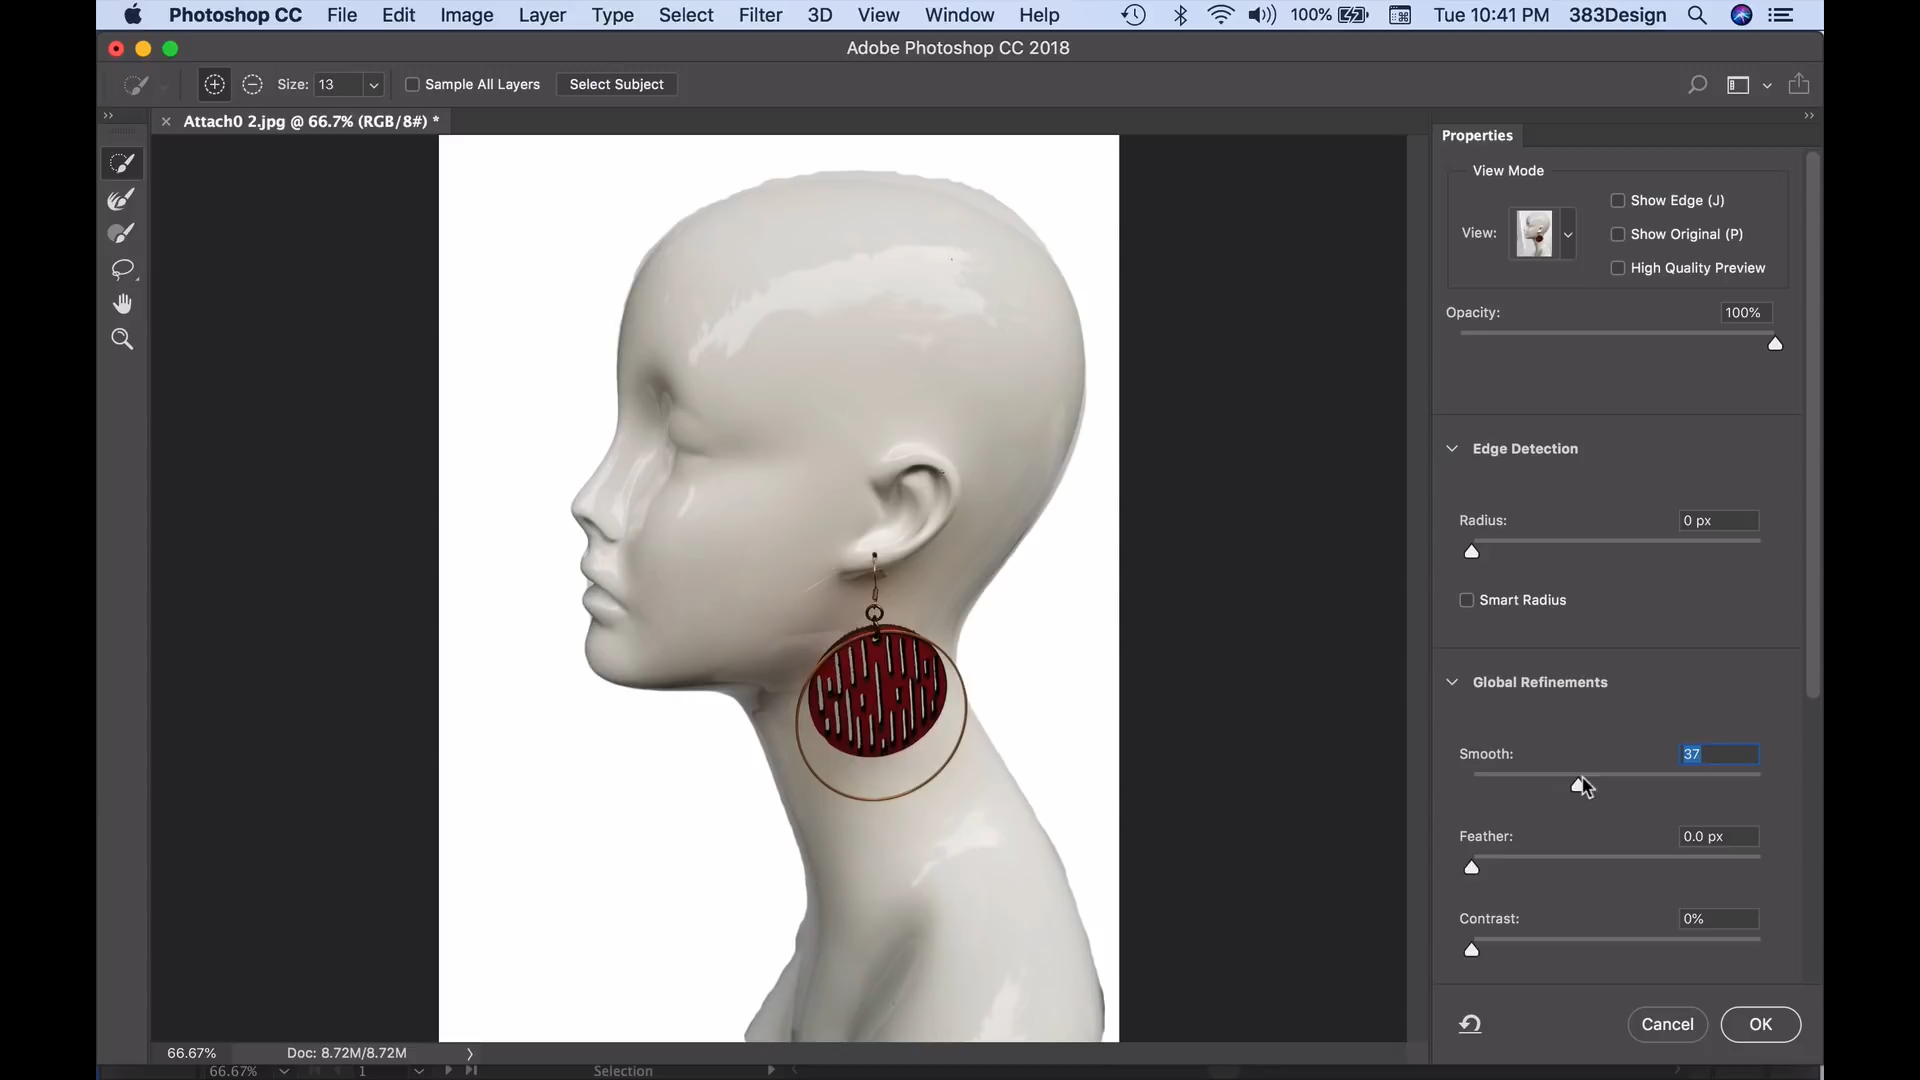 Photoshop CC File Edit Image Layer Type Select Filter 3D View Window Help 100% Tue 10:41 PM 383Design
Adobe Photoshop CC 2018
Size: 13 Sample All Layers Select Subject
Attach0 2.jpg @ 66.7% (RGB/8#) *
Properties
View Mode
Show Edge (J)
View:
Show Original (P)
High Quality Preview
Opacity: 100%
Edge Detection
Radius: 0 px
Smart Radius
Global Refinements
Smooth: 37
Feather: 0.0 px
Contrast: 0%
Cancel OK
66.67% Doc: 8.72M/8.72M
66.67% 1 Selection